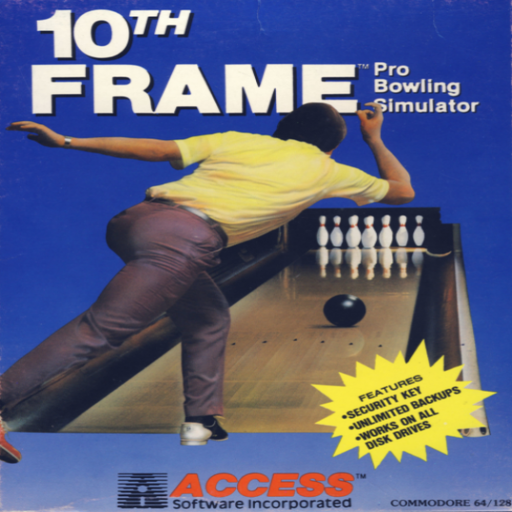 10TH
FRAME™
Pro
Bowling
Simulator
FEATURES
•SECURITY KEY
•UNLIMITED BACKUPS
•WORKS ON ALL
DISK DRIVES
ACCESS™
Software Incorporated
COMMODORE 64/128